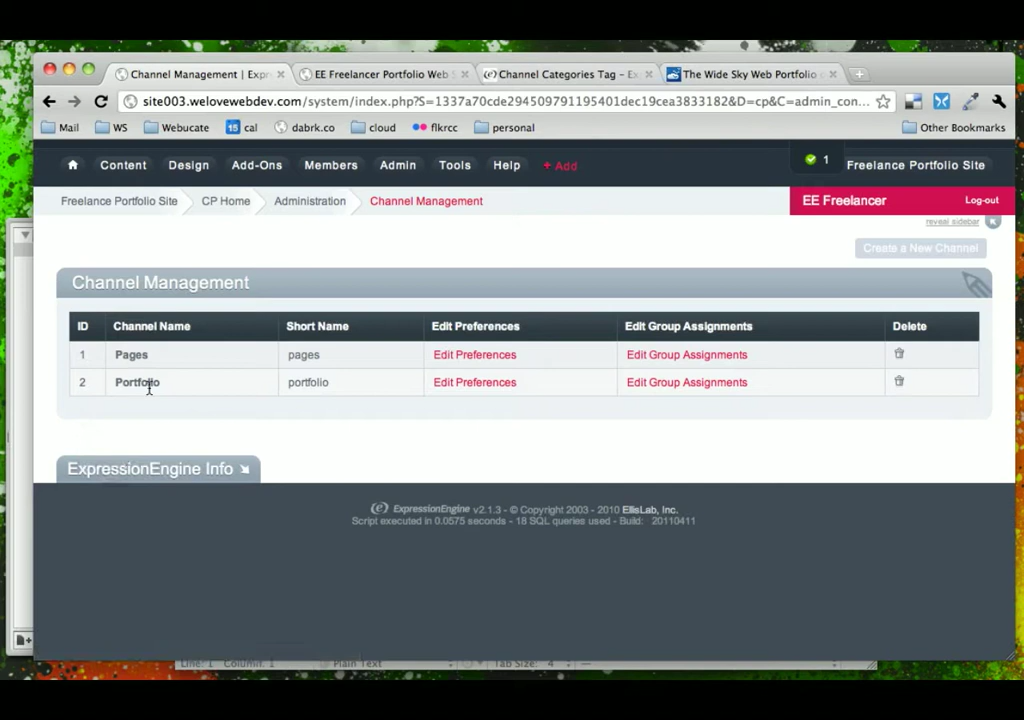 Channel Management | Expr
EE Freelancer Portfolio Web S
Channel Categories Tag - Ex
The Wide Sky Web Portfolio o
site003.welovewebdev.com/system/index.php?S=1337a70cde294509791195401dec19cea3833182&D=cp&C=admin_con...
Mail WS Webucate 15 cal dabrk.co cloud flkrcc personal Other Bookmarks
Content Design Add-Ons Members Admin Tools Help + Add 1 Freelance Portfolio Site
Freelance Portfolio Site CP Home Administration Channel Management EE Freelancer Log-out
reveal sidebar
Create a New Channel
Channel Management
ID Channel Name Short Name Edit Preferences Edit Group Assignments Delete
1 Pages pages Edit Preferences Edit Group Assignments
2 Portfolio portfolio Edit Preferences Edit Group Assignments
ExpressionEngine Info
ExpressionEngine v2.1.3 - © Copyright 2003 - 2010 EllisLab, Inc.
Script executed in 0.0575 seconds - 18 SQL queries used - Build: 20110411
Line: 1 Column: 1 Plain Text Tab Size: 4